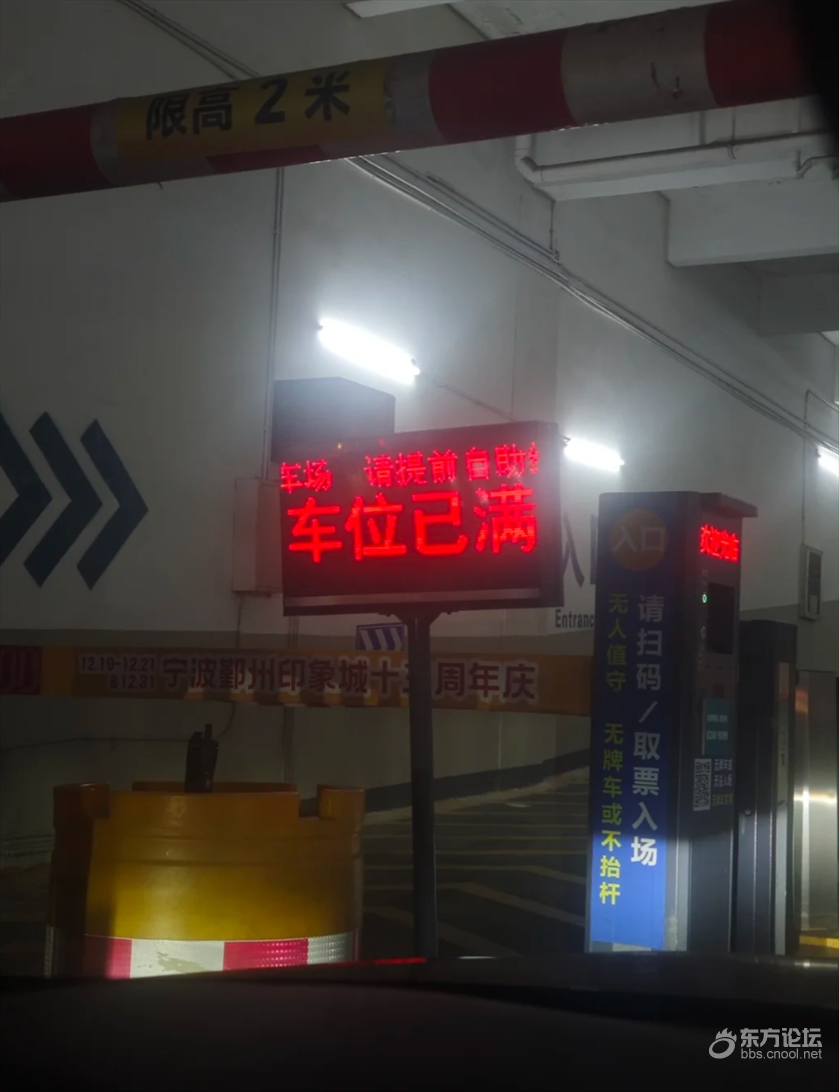 限高2米
车场 请提前自助
车位已满
Entranc
12.19-12.21
&12.31
宁波鄞州印象城十三周年庆
入口
请扫码/取票入场
无人值守 无牌车或不抬杆
东方论坛
bbs.cnool.net